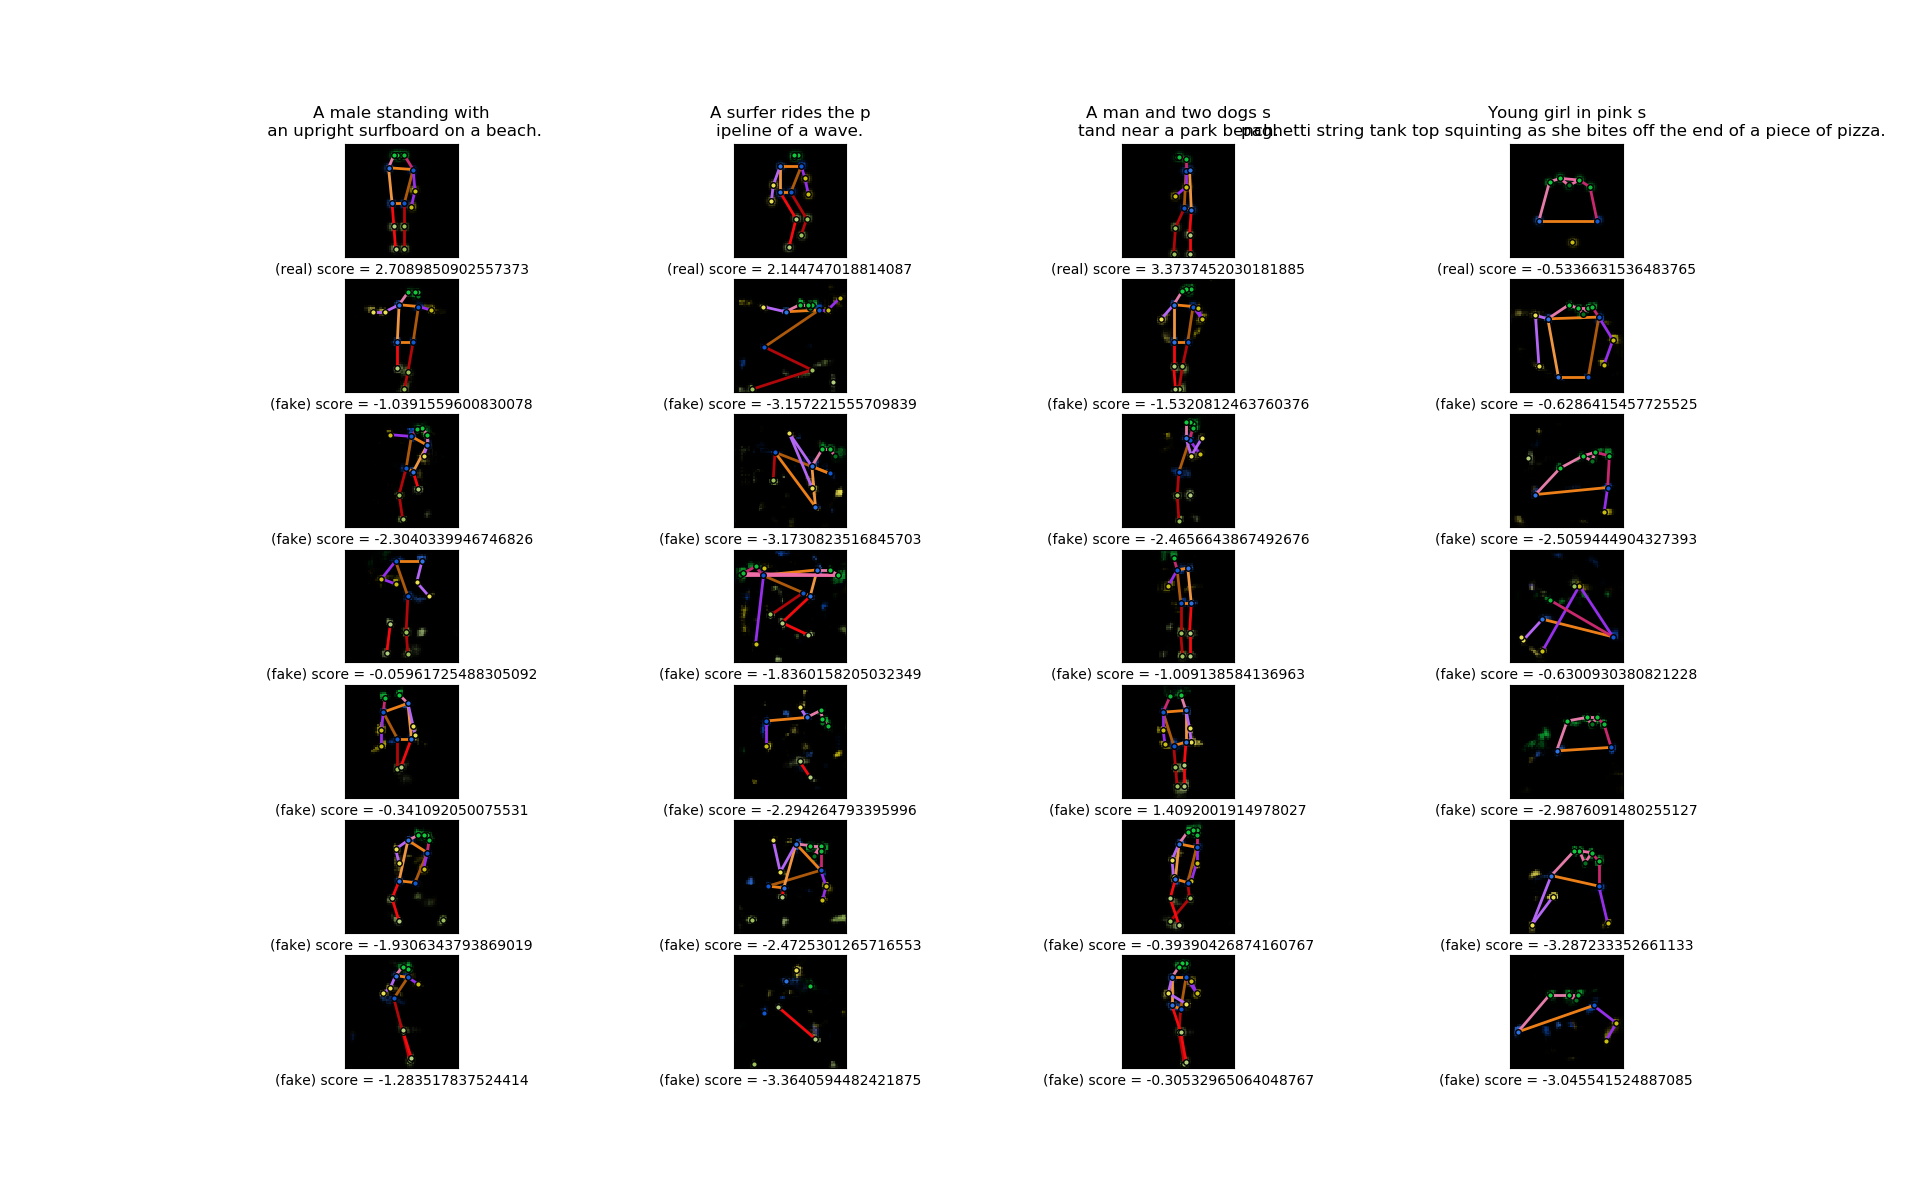 A male standing with
an upright surfboard on a beach.
A surfer rides the p
ipeline of a wave.
A man and two dogs s
tand near a park bench.
Young girl in pink s
paghetti string tank top squinting as she bites off the end of a piece of pizza.
(real) score = 2.7089850902557373
(real) score = 2.144747018814087
(real) score = 3.3737452030181885
(real) score = -0.5336631536483765
(fake) score = -1.0391559600830078
(fake) score = -3.157221555709839
(fake) score = -1.5320812463760376
(fake) score = -0.6286415457725525
(fake) score = -2.3040339946746826
(fake) score = -3.1730823516845703
(fake) score = -2.4656643867492676
(fake) score = -2.5059444904327393
(fake) score = -0.05961725488305092
(fake) score = -1.8360158205032349
(fake) score = -1.009138584136963
(fake) score = -0.6300930380821228
(fake) score = -0.341092050075531
(fake) score = -2.294264793395996
(fake) score = 1.4092001914978027
(fake) score = -2.9876091480255127
(fake) score = -1.9306343793869019
(fake) score = -2.4725301265716553
(fake) score = -0.39390426874160767
(fake) score = -3.287233352661133
(fake) score = -1.283517837524414
(fake) score = -3.3640594482421875
(fake) score = -0.30532965064048767
(fake) score = -3.045541524887085